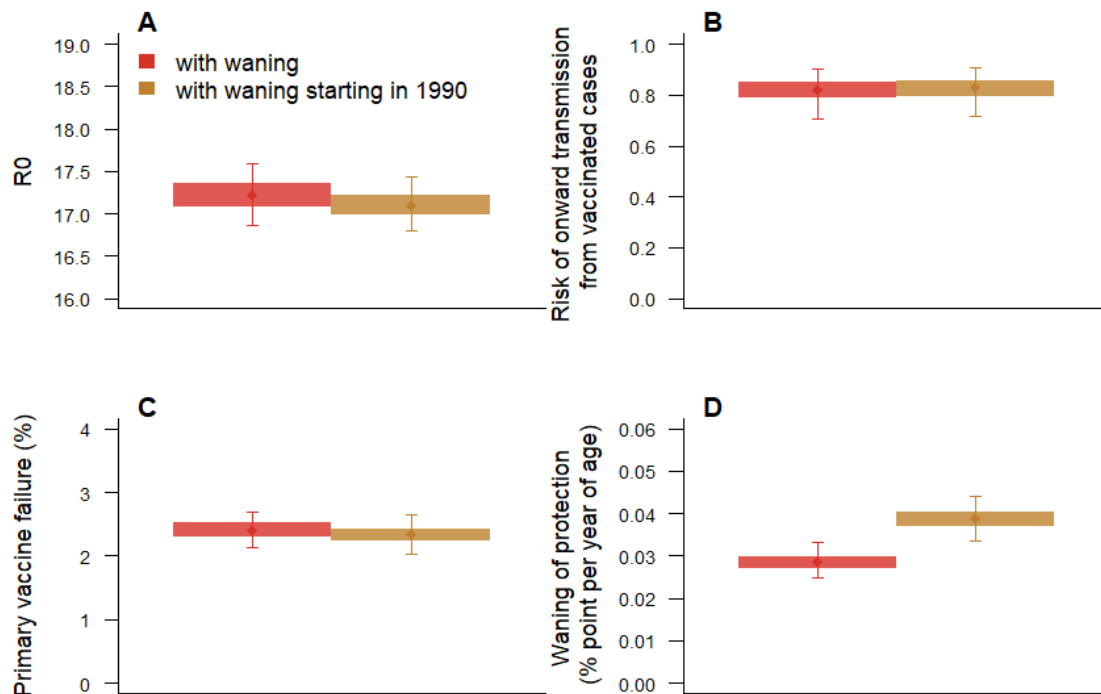 A
R0
19.0
18.5
18.0
17.5
17.0
16.5
16.0
with waning
with waning starting in 1990
B
Risk of onward transmission
from vaccinated cases
1.0
0.8
0.6
0.4
0.2
0.0
C
Primary vaccine failure (%)
4
3
2
1
0
D
Waning of protection
(% point per year of age)
0.06
0.05
0.04
0.03
0.02
0.01
0.00